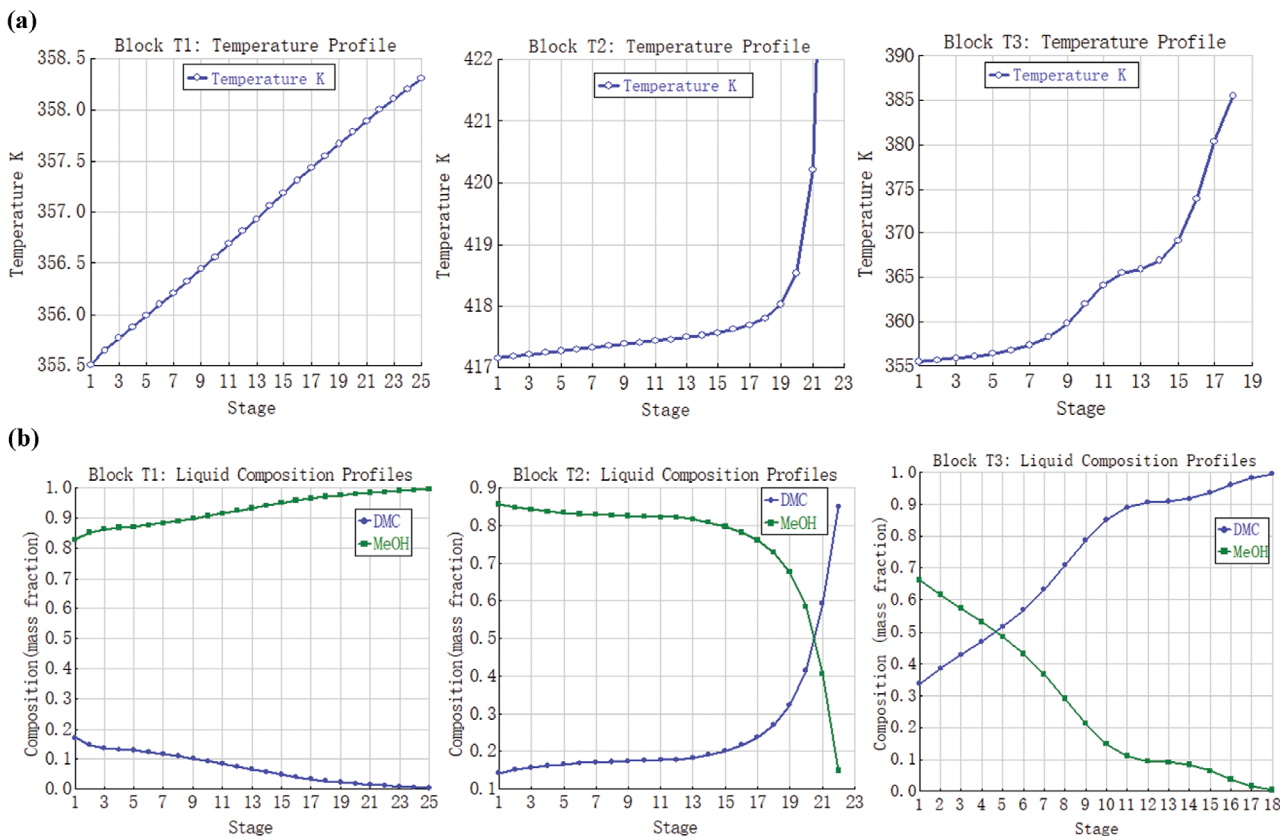 (a)
Block T1: Temperature Profile
Temperature K
358.5
358.0
357.5
357.0
356.5
356.0
355.5
Temperature K
1 3 5 7 9 11 13 15 17 19 21 23 25
Stage
Block T2: Temperature Profile
Temperature K
422
421
420
419
418
417
Temperature K
1 3 5 7 9 11 13 15 17 19 21 23
Stage
Block T3: Temperature Profile
Temperature K
390
385
380
375
370
365
360
355
Temperature K
1 3 5 7 9 11 13 15 17 19
Stage
(b)
Block T1: Liquid Composition Profiles
DMC
MeOH
1.0
0.9
0.8
0.7
0.6
0.5
0.4
0.3
0.2
0.1
0.0
Composition(mass fraction)
1 3 5 7 9 11 13 15 17 19 21 23 25
Stage
Block T2: Liquid Composition Profiles
DMC
MeOH
0.9
0.8
0.7
0.6
0.5
0.4
0.3
0.2
0.1
Composition(mass fraction)
1 3 5 7 9 11 13 15 17 19 21 23
Stage
Block T3: Liquid Composition Profiles
DMC
MeOH
1.0
0.9
0.8
0.7
0.6
0.5
0.4
0.3
0.2
0.1
0.0
Composition (mass fraction)
1 2 3 4 5 6 7 8 9 10 11 12 13 14 15 16 17 18
Stage